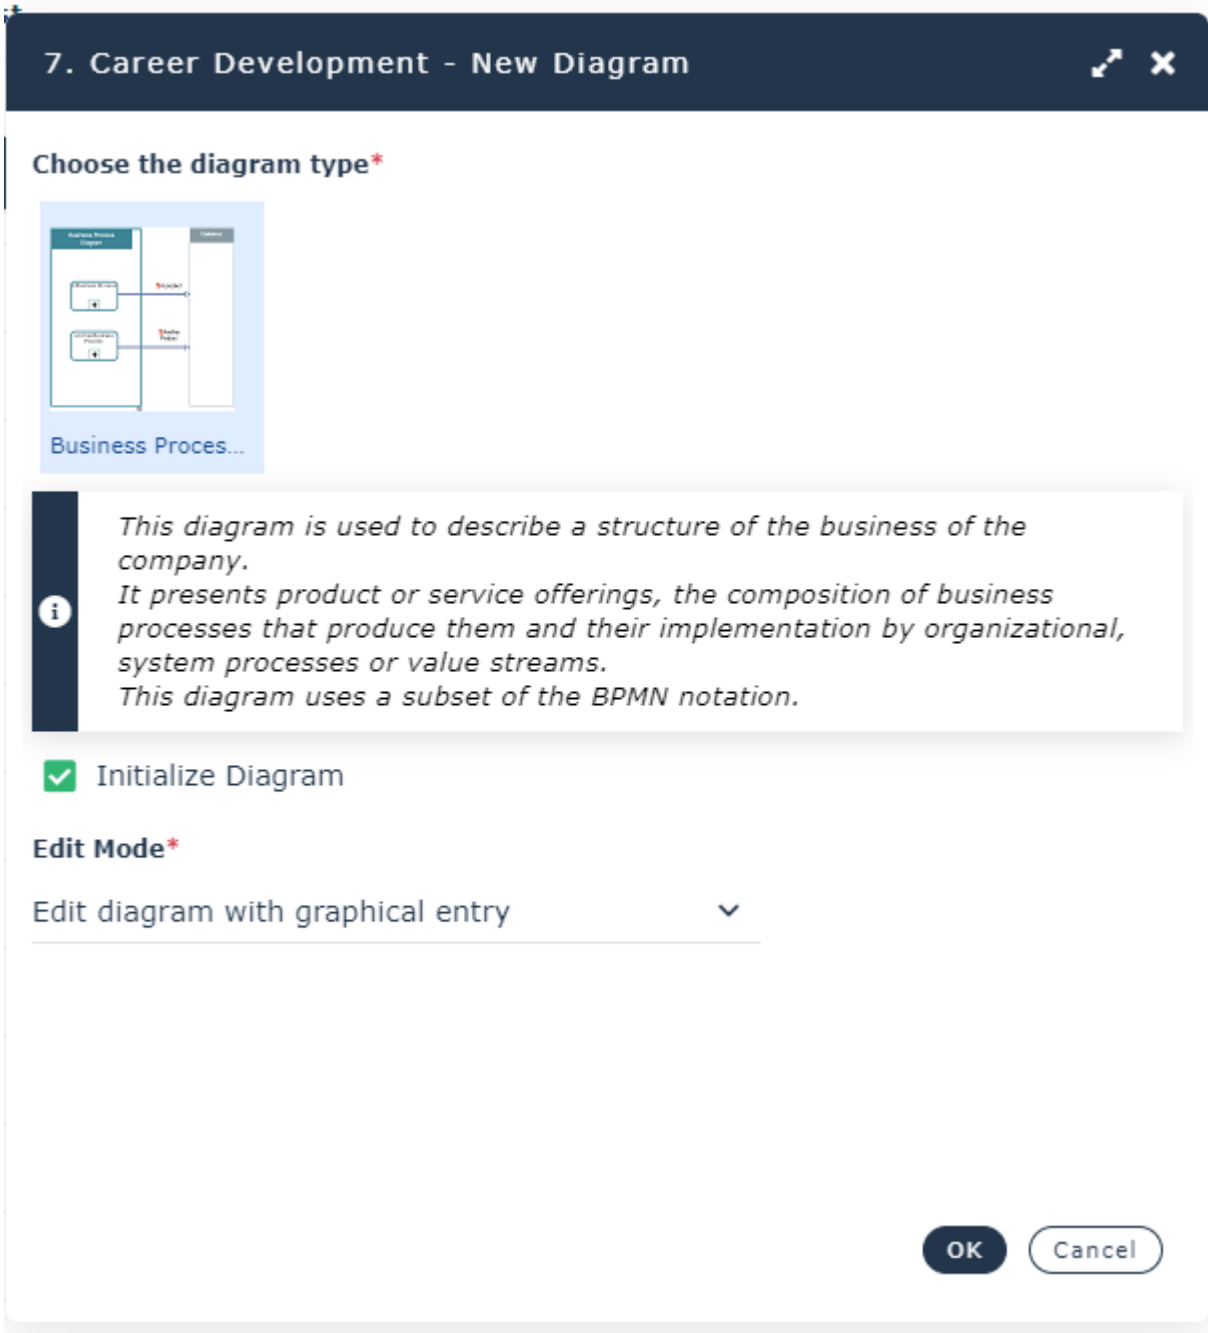 7. Career Development - New Diagram
Choose the diagram type*
Business Process
Diagram
Business Proces...
This diagram is used to describe a structure of the business of the
company.
It presents product or service offerings, the composition of business
processes that produce them and their implementation by organizational,
system processes or value streams.
This diagram uses a subset of the BPMN notation.
Initialize Diagram
Edit Mode*
Edit diagram with graphical entry
OK
Cancel